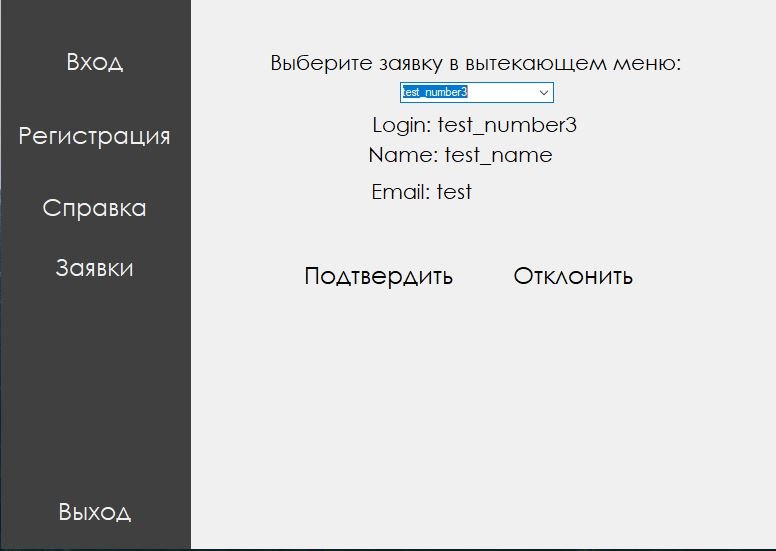 Вход
Регистрация
Справка
Заявки
Выход
Выберите заявку в вытекающем меню:
test_number3
Login: test_number3
Name: test_name
Email: test
Подтвердить
Отклонить